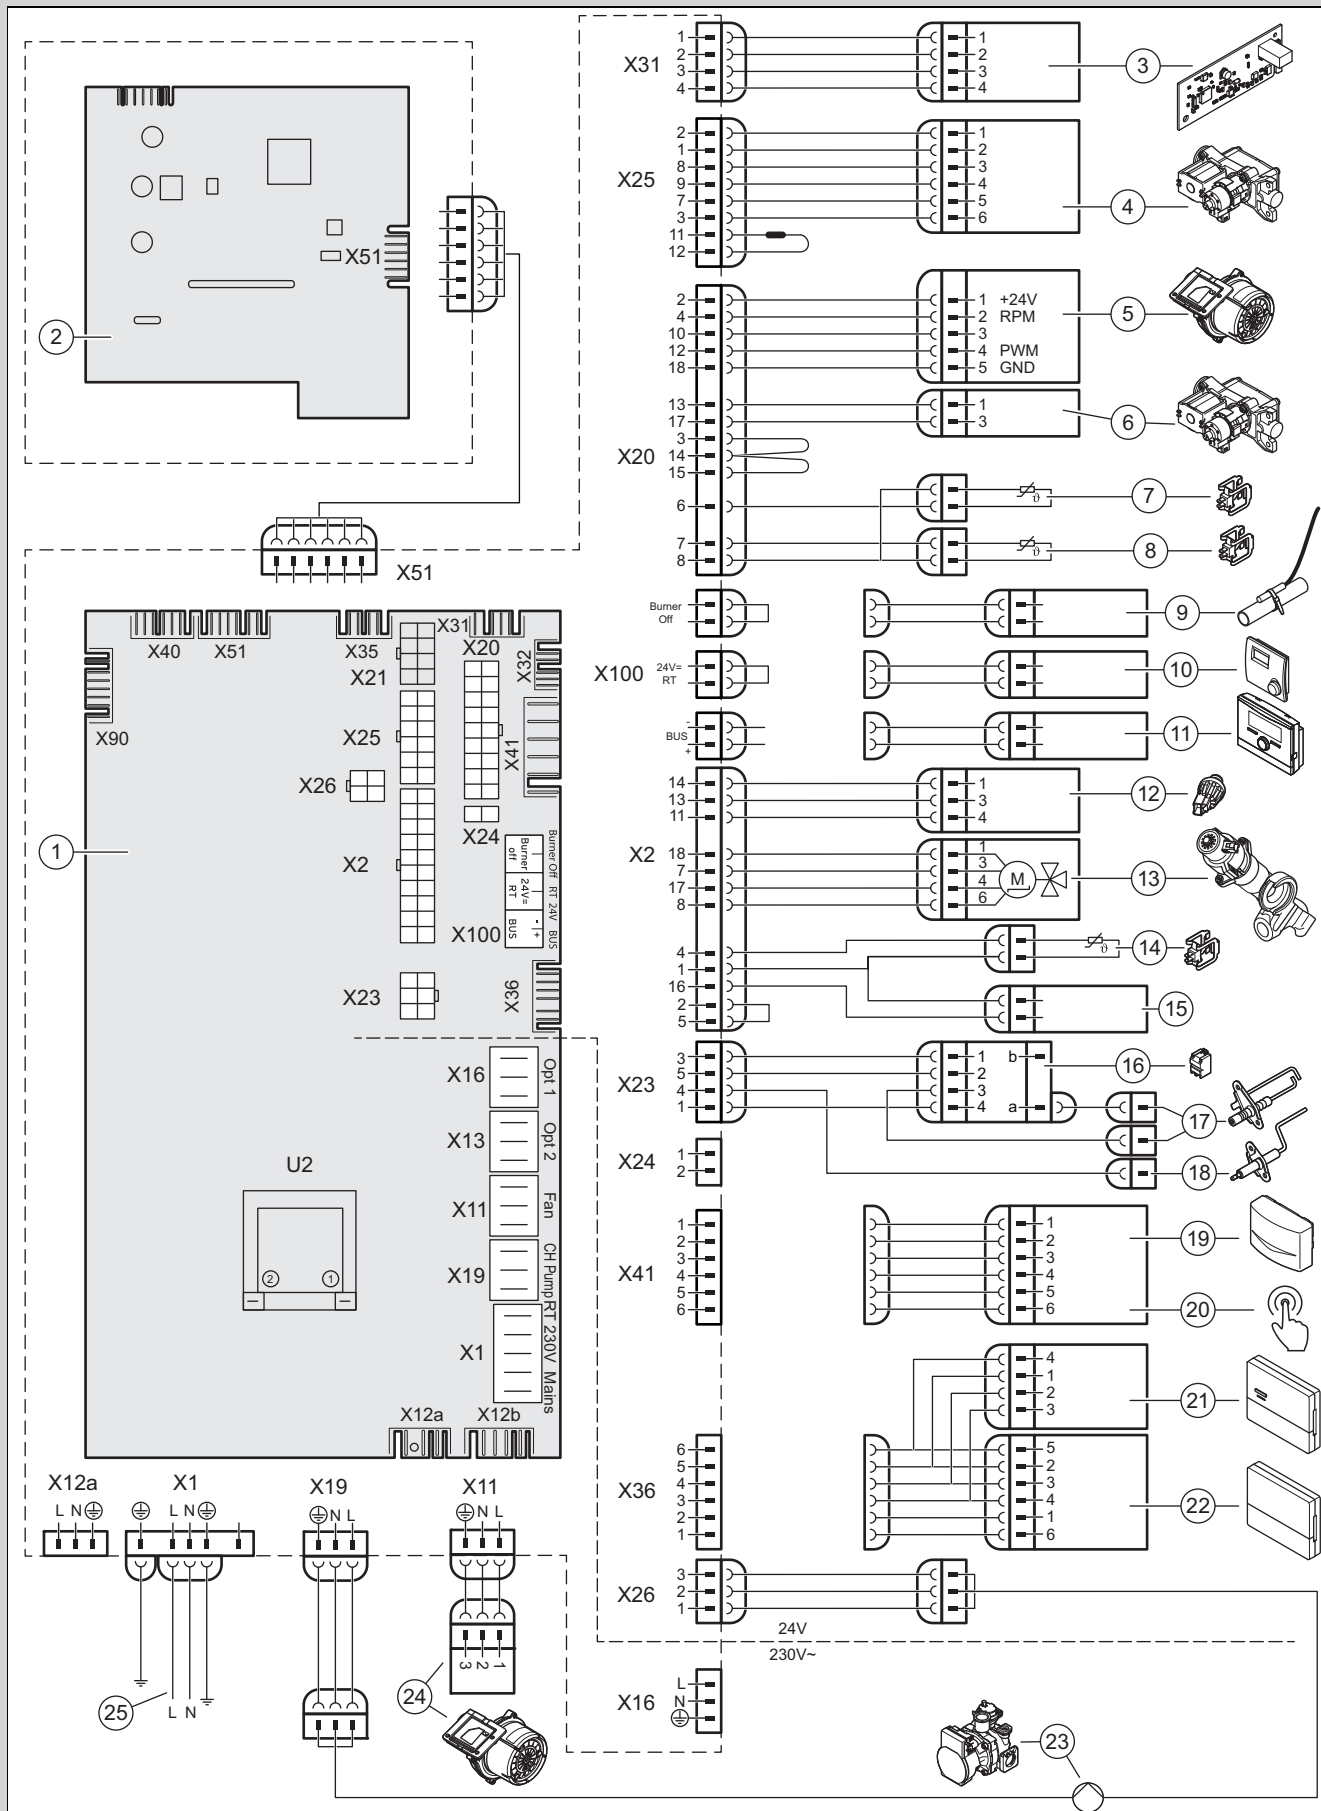 1 1
X31 2 2 3
3 3
4 4
2 1
1 2
8 3
X25 9 4
7 5 4
3 6
11
12
X51
2
2 1 +24V
4 2 RPM 5
10 3
12 4 PWM
18 5 GND
13 1 6
17 3
3
X20 14
15
6 ϑ 7
7 ϑ 8
8
X51
Burner
Off 9
X100 24V=
RT 10
-
BUS 11
+
X40 X51 X35 X31 X20 X32
X21
X90 X25 X41
X26
X24
1 X2
Burner Off RT 24V BUS
Burner
off
24V=
RT
BUS - +
X100
X23 X36
X16 Opt 1
X13 Opt 2
U2
X11 Fan
X19 CH Pump
2 1
X1 RT 230V Mains
X12a X12b
14 1
13 3 12
11 4
X2 18 1
7 3
17 4 M 13
8 6
4 ϑ 14
1
16 15
2
5
3 1 b
X23 5 2 16
4 3
1 4 a 17
X24 1
2 18
1 1
2 2 19
X41 3 3
4 4
5 5
6 6 20
4
1
2 21
3
6 5
5 2
X36 4 3
3 4 22
2 1
1 6
3
X26 2
1
24V
230V~
X16 L
N
23
X12a X1 X19 X11
L N L N N L N L
3 2 1
24
25 L N